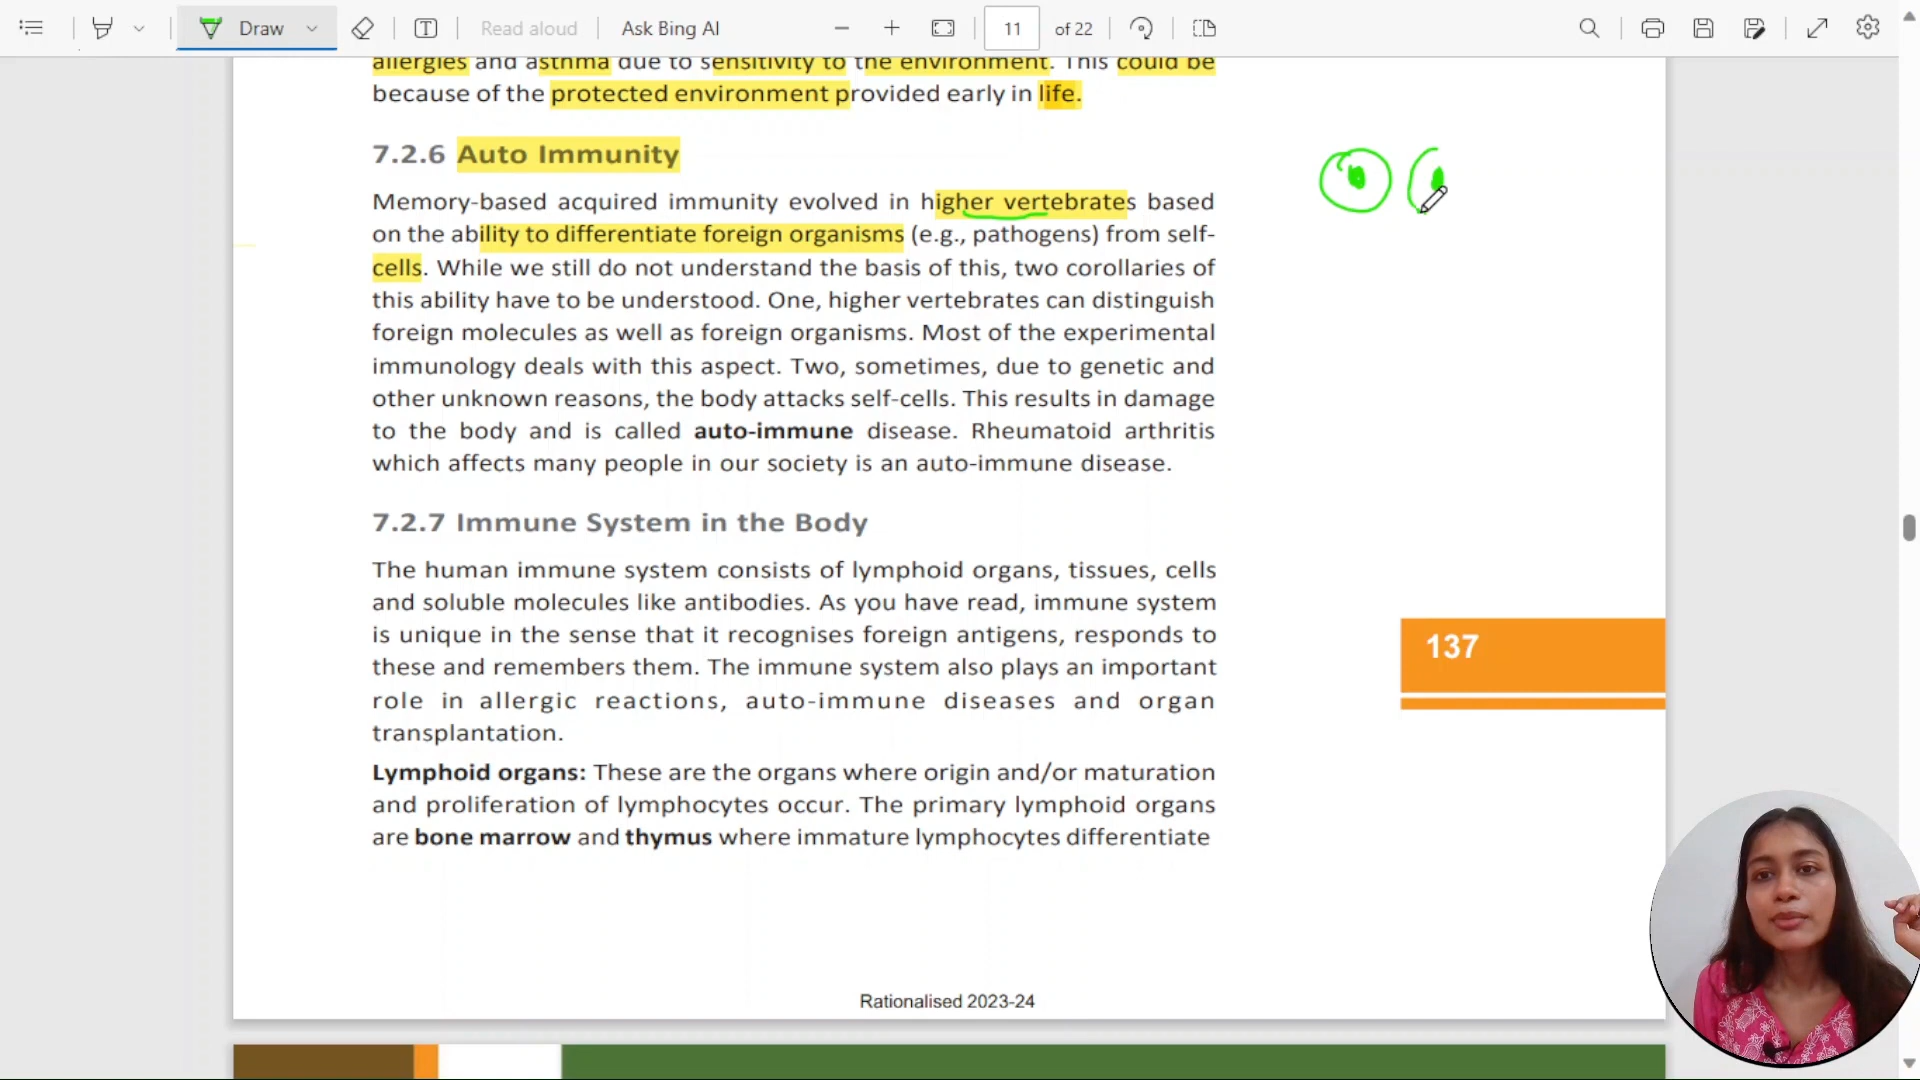 Draw
Read aloud
Ask Bing AI
11 of 22
allergies and asthma due to sensitivity to the environment. This could be
because of the protected environment provided early in life.
7.2.6 Auto Immunity
Memory-based acquired immunity evolved in higher vertebrates based
on the ability to differentiate foreign organisms (e.g., pathogens) from self-
cells. While we still do not understand the basis of this, two corollaries of
this ability have to be understood. One, higher vertebrates can distinguish
foreign molecules as well as foreign organisms. Most of the experimental
immunology deals with this aspect. Two, sometimes, due to genetic and
other unknown reasons, the body attacks self-cells. This results in damage
to the body and is called auto-immune disease. Rheumatoid arthritis
which affects many people in our society is an auto-immune disease.
7.2.7 Immune System in the Body
The human immune system consists of lymphoid organs, tissues, cells
and soluble molecules like antibodies. As you have read, immune system
is unique in the sense that it recognises foreign antigens, responds to
these and remembers them. The immune system also plays an important
role in allergic reactions, auto-immune diseases and organ
transplantation.
137
Lymphoid organs: These are the organs where origin and/or maturation
and proliferation of lymphocytes occur. The primary lymphoid organs
are bone marrow and thymus where immature lymphocytes differentiate
Rationalised 2023-24